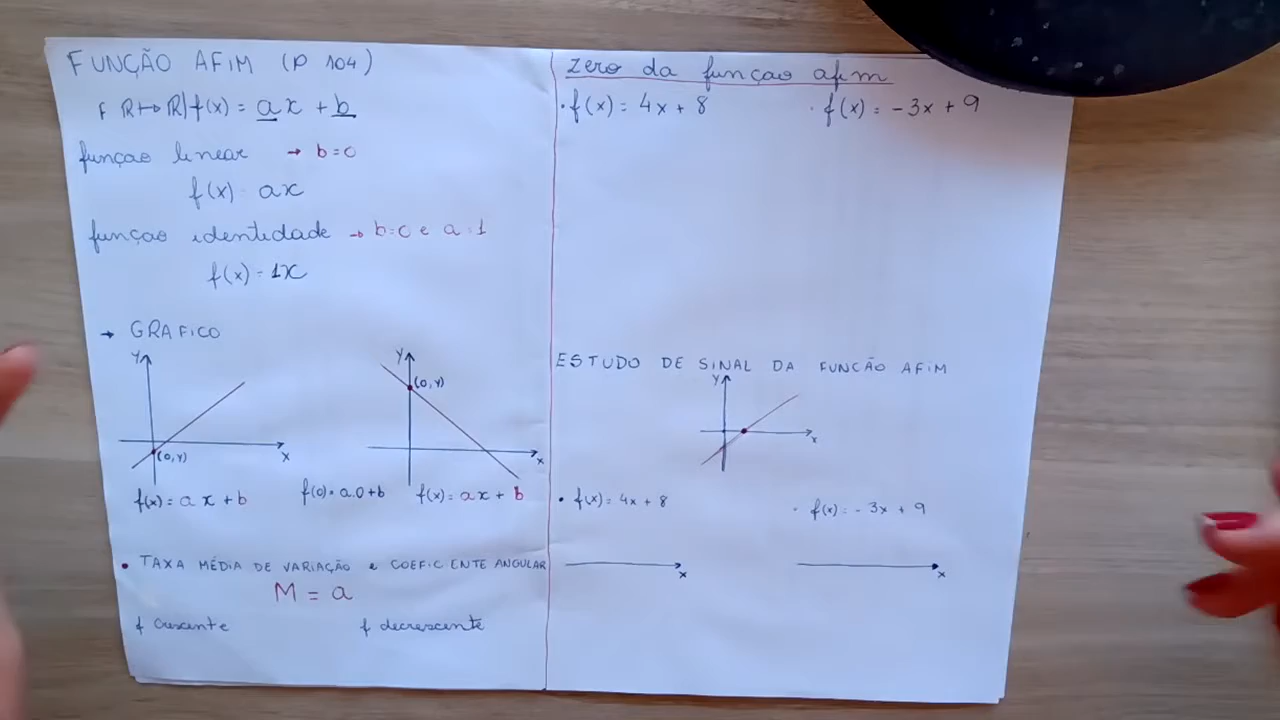 FUNÇÃO AFIM (P 104)
f R↦R | f(x) = ax + b
função linear → b=0
f(x) = ax
função identidade → b=0 e a=1
f(x) = 1x
→ GRAFICO
Y
(0,Y)
x
f(x) = ax + b
f(0) = a.0+b
Y
(0,Y)
x
f(x) = ax + b
• TAXA MÉDIA DE VARIAÇÃO e COEFICIENTE ANGULAR
M = a
f crescente
f decrescente
zero da função afim
• f(x) = 4x + 8
• f(x) = -3x + 9
ESTUDO DE SINAL DA FUNCÃO AFIM
Y
x
• f(x) = 4x + 8
• f(x) = -3x + 9
x
x